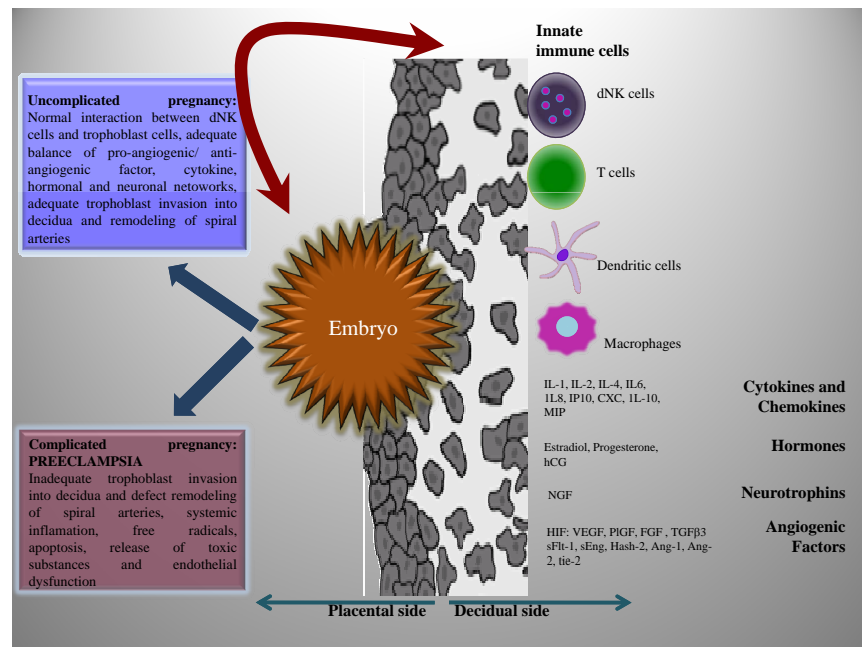 Innate
immune cells
dNK cells
T cells
Dendritic cells
Macrophages
Uncomplicated pregnancy:
Normal interaction between dNK
cells and trophoblast cells, adequate
balance of pro-angiogenic/ anti-
angiogenic factor, cytokine,
hormonal and neuronal netoworks,
adequate trophoblast invasion into
decidua and remodeling of spiral
arteries
Embryo
Complicated pregnancy:
PREECLAMPSIA
Inadequate trophoblast invasion
into decidua and defect remodeling
of spiral arteries, systemic
inflamation, free radicals,
apoptosis, release of toxic
substances and endothelial
dysfunction
IL-1, IL-2, IL-4, IL6,
1L8, IP10, CXC, 1L-10,
MIP
Cytokines and
Chemokines
Estradiol, Progesterone,
hCG
Hormones
NGF
Neurotrophins
HIF: VEGF, PlGF, FGF , TGFβ3
sFlt-1, sEng, Hash-2, Ang-1, Ang-
2, tie-2
Angiogenic
Factors
Placental side
Decidual side